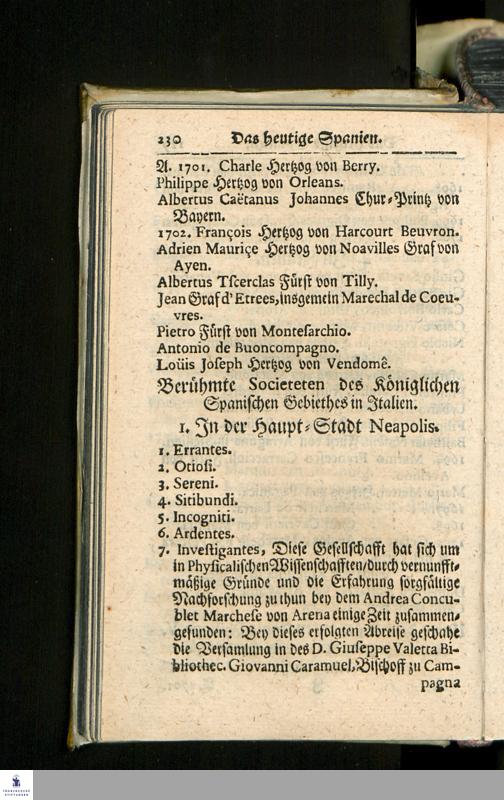 230 Das heutige Spanien.
A. 1701. Charle Hertzog von Berry.
Philippe Hertzog von Orleans.
Albertus Caëtanus Johannes Chur-Printz von
Bayern.
1702. François Hertzog von Harcourt Beuvron.
Adrien Mauriçe Hertzog von Noavilles Graf von
Ayen.
Albertus Tſcerclas Fürst von Tilly.
Jean Graf d' Etrees, insgemein Marechal de Coeu-
vres.
Pietro Fürst von Monteſarchio.
Antonio de Buoncompagno.
Loüis Joſeph Hertzog von Vendomê.
Berühmte Societeten des Königlichen
Spanischen Gebiethes in Italien.
1. In der Haupt-Stadt Neapolis.
1. Errantes.
2. Otioſi.
3. Sereni.
4. Sitibundi.
5. Incogniti.
6. Ardentes.
7. Inveſtigantes, Diese Gesellschafft hat sich um
in Phyſicalischen Wissenschafften/durch vernunfft-
mäßige Gründe und die Erfahrung sorgfältige
Nachforschung zu thun bey dem Andrea Concu-
blet Marcheſe von Arena einige Zeit zusammen-
gefunden: Bey dieses erfolgten Abreise geschahe
die Versamlung in des D. Giuſeppe Valetta Bi-
bliothec. Giovanni Caramuel, Bischoff zu Cam-
pagna
FRANCKESCHE
STIFTUNGEN